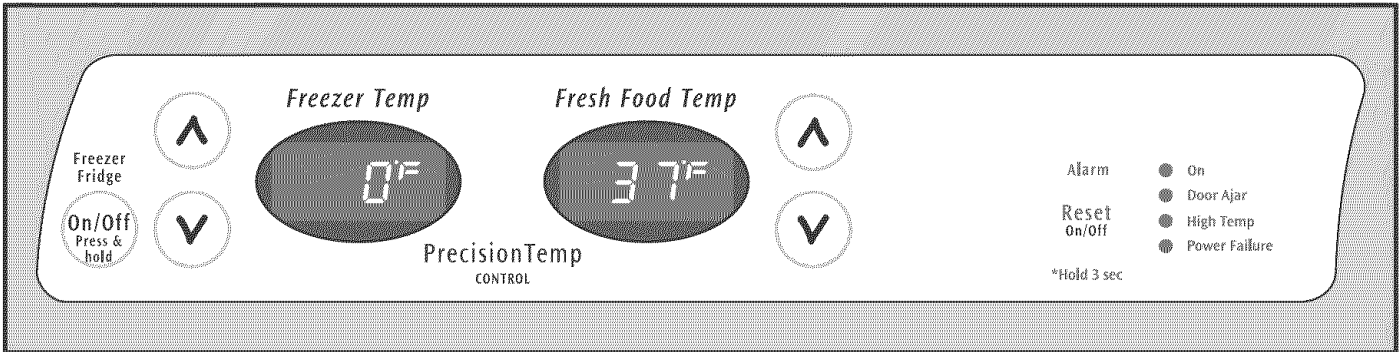 Freezer Temp
Fresh Food Temp
Freezer
Fridge
On/Off
Press &
hold
0°F
37°F
PrecisionTemp
CONTROL
Alarm
Reset
On/Off
*Hold 3 sec
On
Door Ajar
High Temp
Power Failure